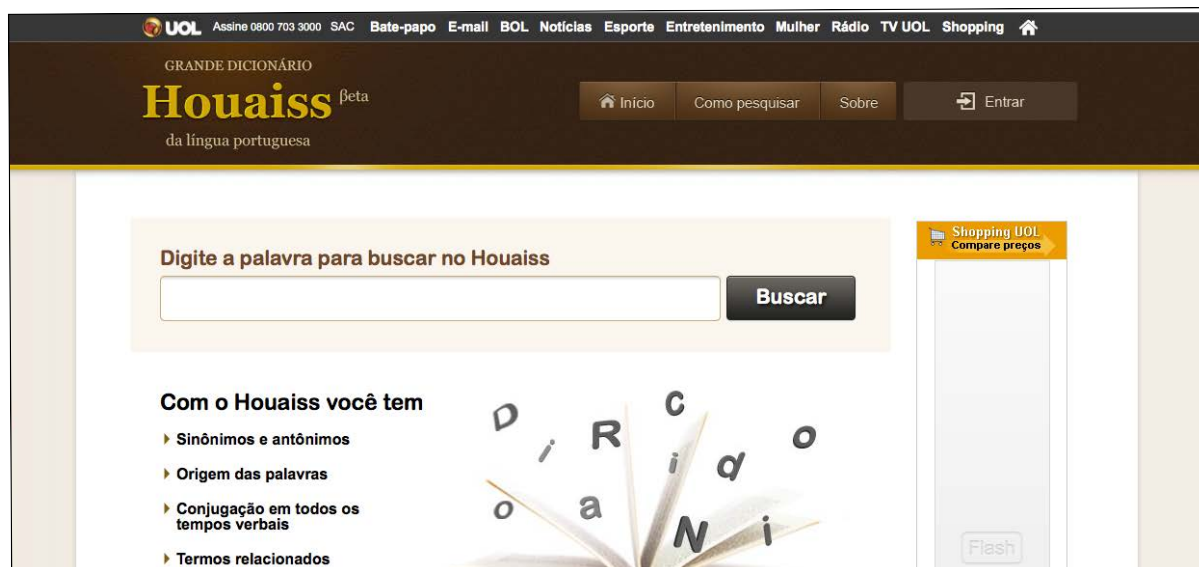 UOL Assine 0800 703 3000 SAC Bate-papo E-mail BOL Notícias Esporte Entretenimento Mulher Rádio TV UOL Shopping
GRANDE DICIONÁRIO
Houaiss βeta
da língua portuguesa
Início Como pesquisar Sobre Entrar
Digite a palavra para buscar no Houaiss
Buscar
Shopping UOL
Compare preços
Com o Houaiss você tem
Sinônimos e antônimos
Origem das palavras
Conjugação em todos os
tempos verbais
Termos relacionados
D i R C i d o
o a N i
Flash